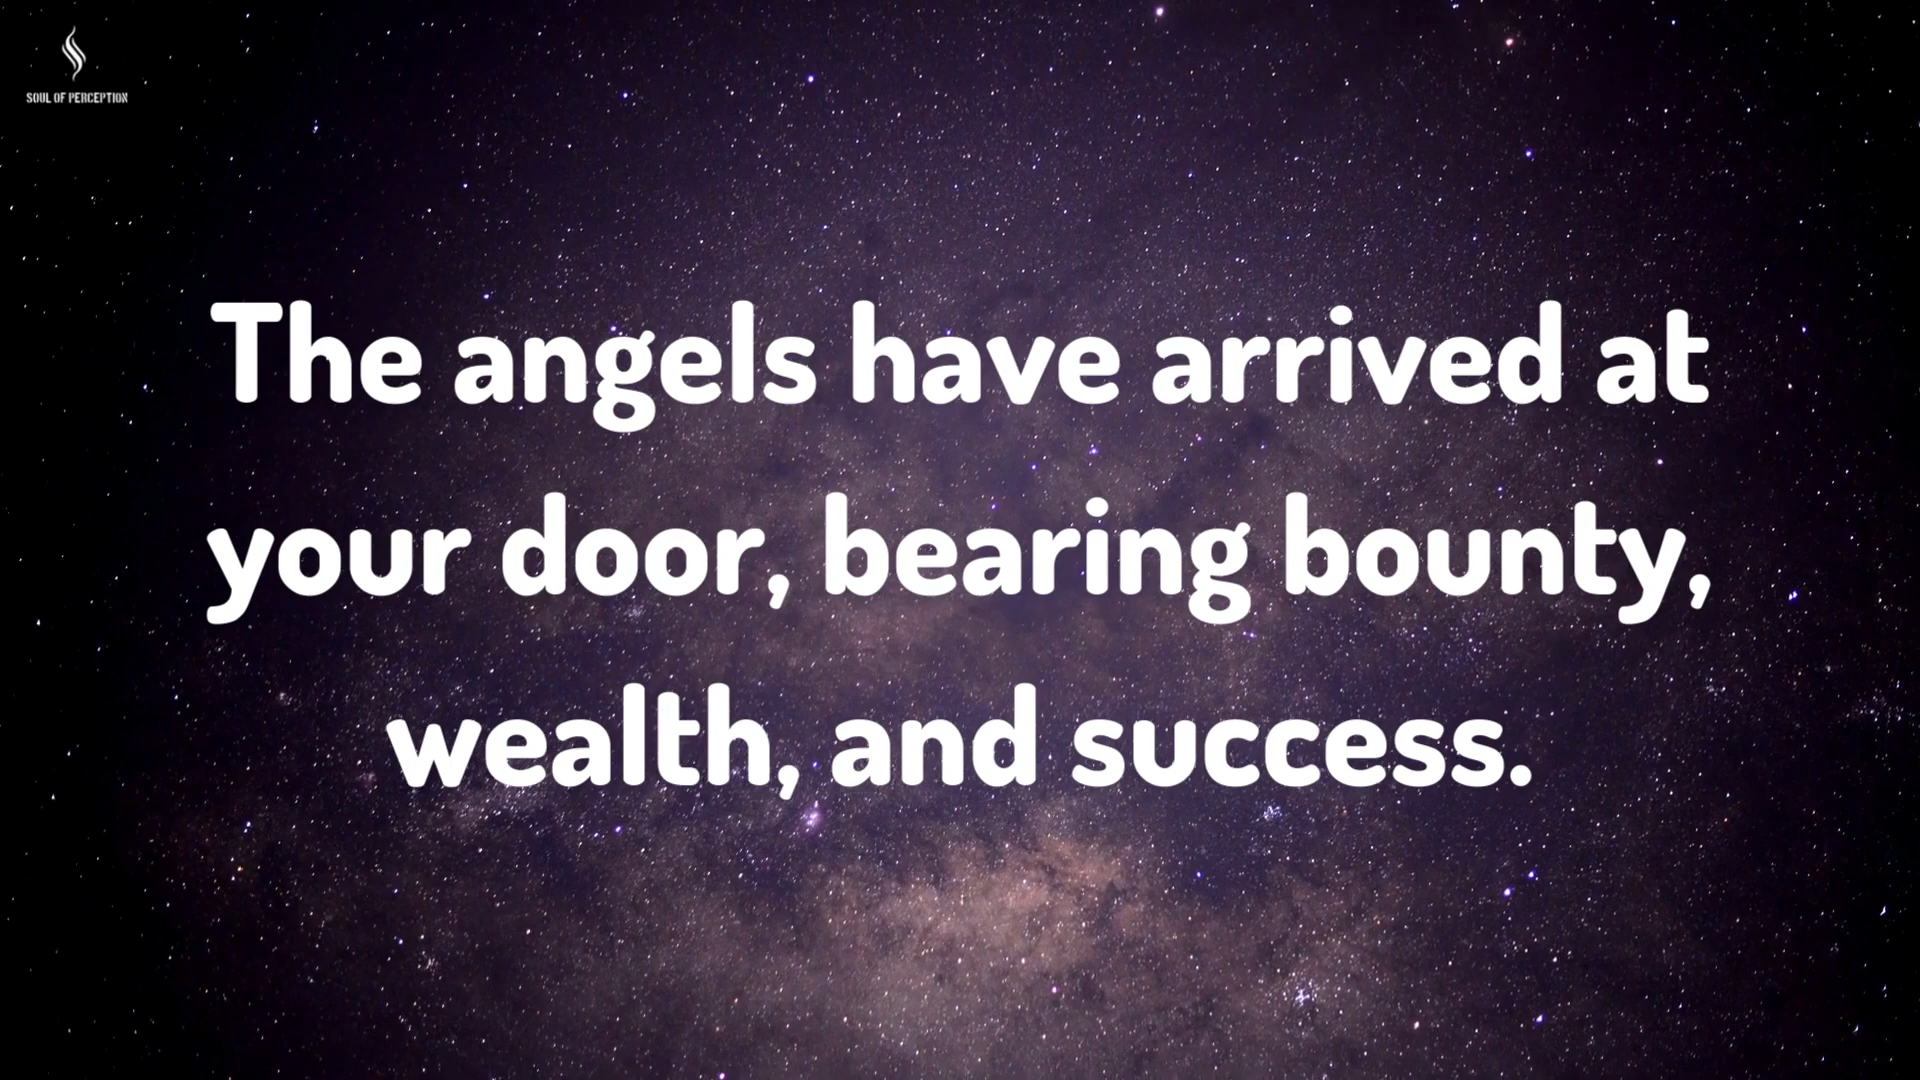 SOUL OF PERCEPTION
The angels have arrived at
your door, bearing bounty,
wealth, and success.